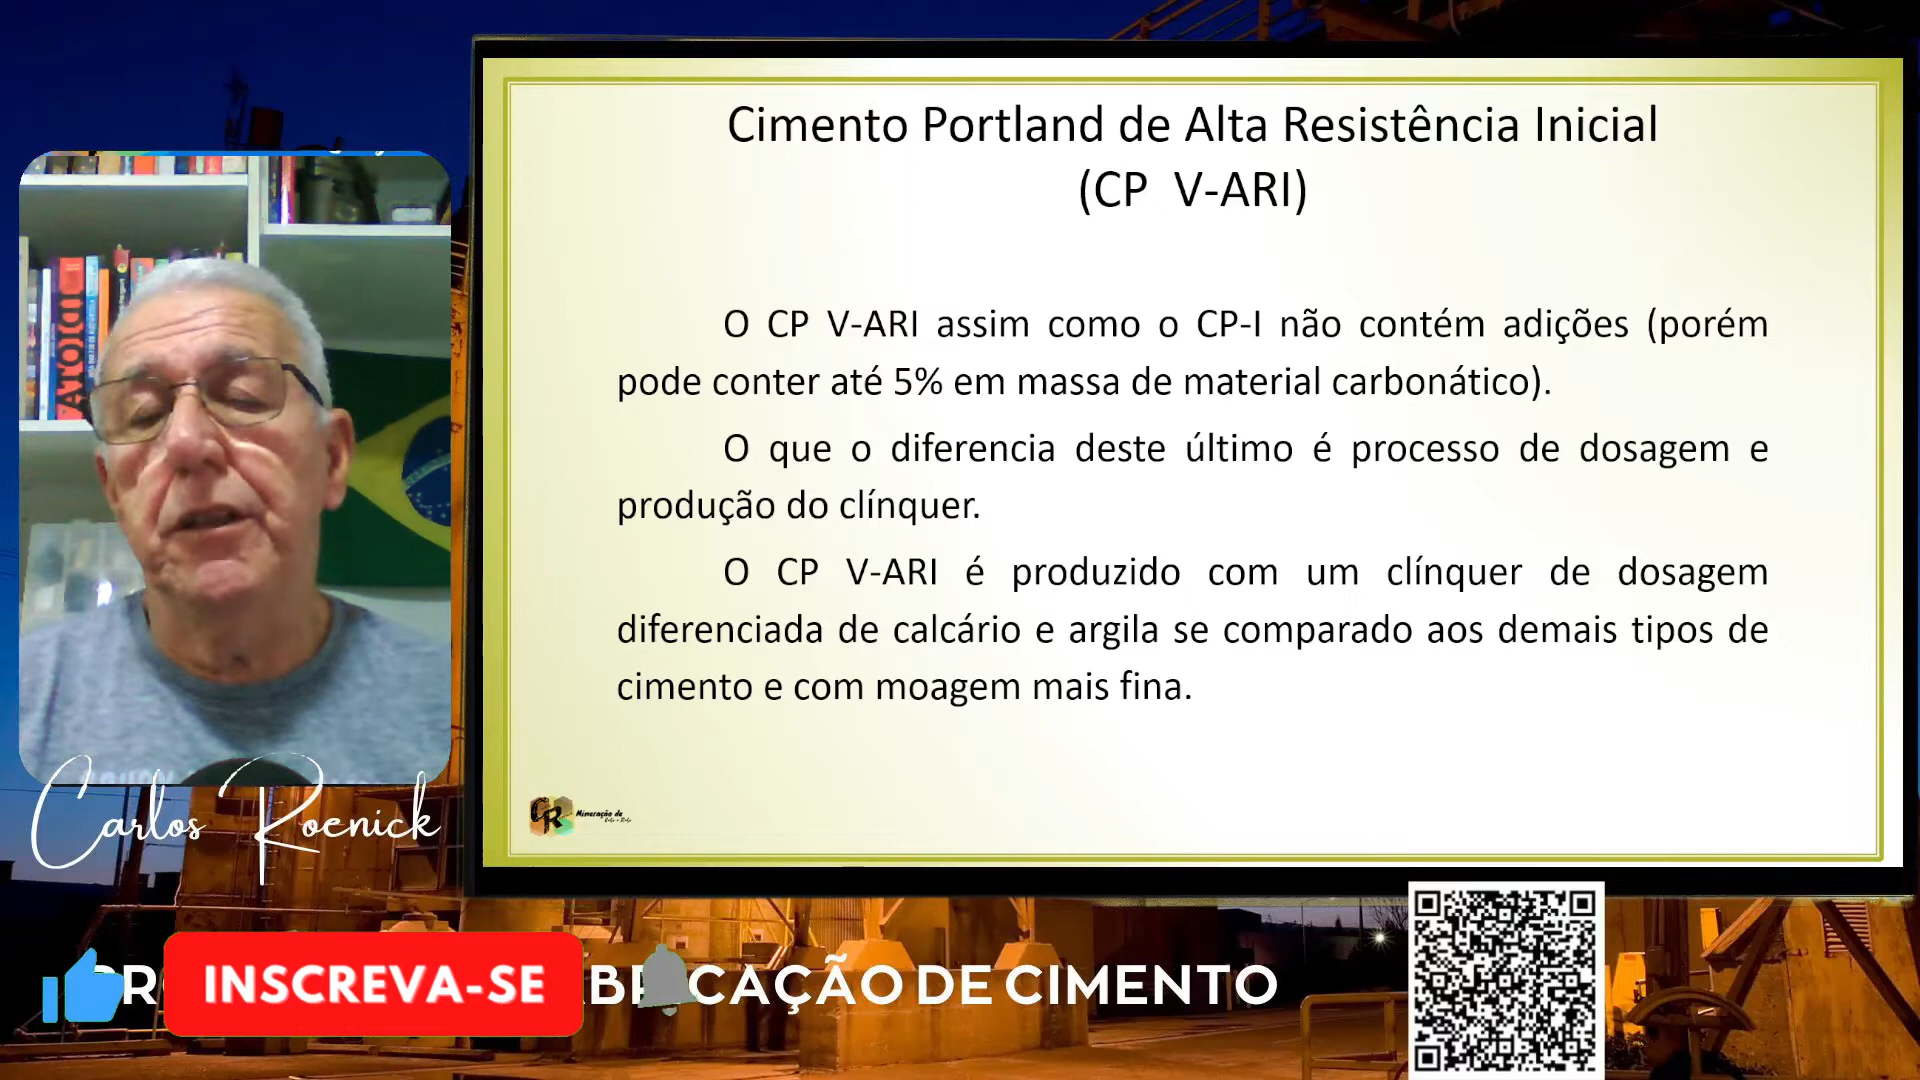 Cimento Portland de Alta Resistência Inicial
(CP V-ARI)
O CP V-ARI assim como o CP-I não contém adições (porém
pode conter até 5% em massa de material carbonático).
O que o diferencia deste último é processo de dosagem e
produção do clínquer.
O CP V-ARI é produzido com um clínquer de dosagem
diferenciada de calcário e argila se comparado aos demais tipos de
cimento e com moagem mais fina.
CR
Mineração de
Carlos Roenick
INSCREVA-SE
DE CIMENTO